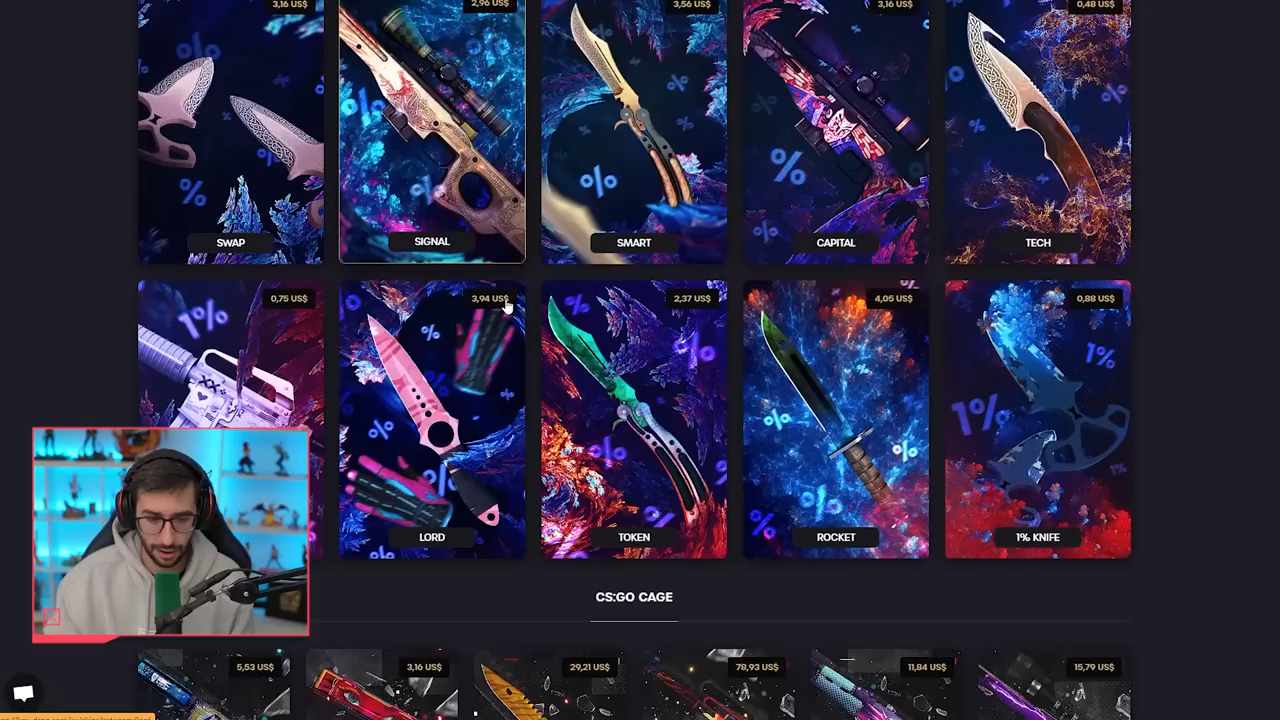 3,16 US$
2,96 US$
3,56 US$
3,16 US$
0,48 US$
%
%
%
%
SWAP
SIGNAL
SMART
CAPITAL
TECH
0,75 US$
3,94 US$
2,37 US$
4,05 US$
0,88 US$
1%
%
%
%
1%
1%
LORD
TOKEN
ROCKET
1% KNIFE
CS:GO CAGE
5,53 US$
3,16 US$
29,21 US$
78,93 US$
11,84 US$
15,79 US$